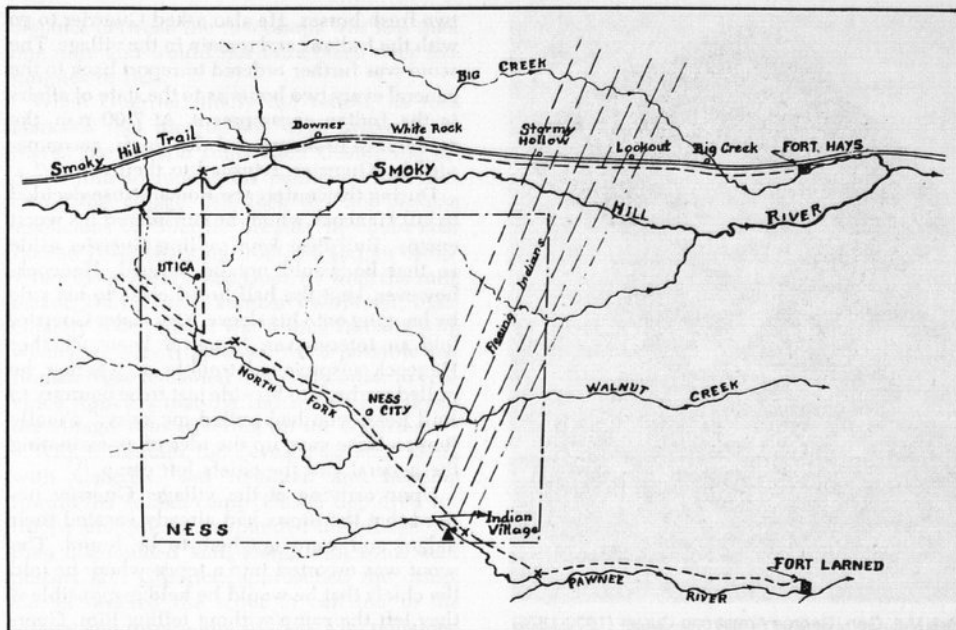 BIG CREEK
Smoky Hill Trail
Downer
White Rock
Stormy Hollow
Lookout
Big Creek
FORT. HAYS
SMOKY HILL RIVER
UTICA
Fleeing Indians
NORTH FORK
NESS CITY
WALNUT CREEK
NESS
Indian Village
FORT LARNED
PAWNEE RIVER